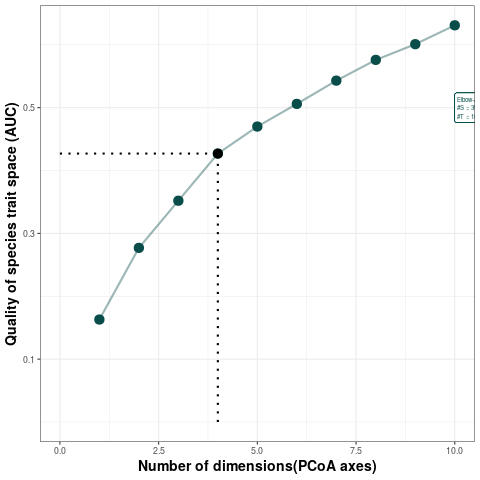 Quality of species trait space (AUC)
0.5
0.3
0.1
#S = 
#T = 
0.0 2.5 5.0 7.5 10.0
Number of dimensions(PCoA axes)